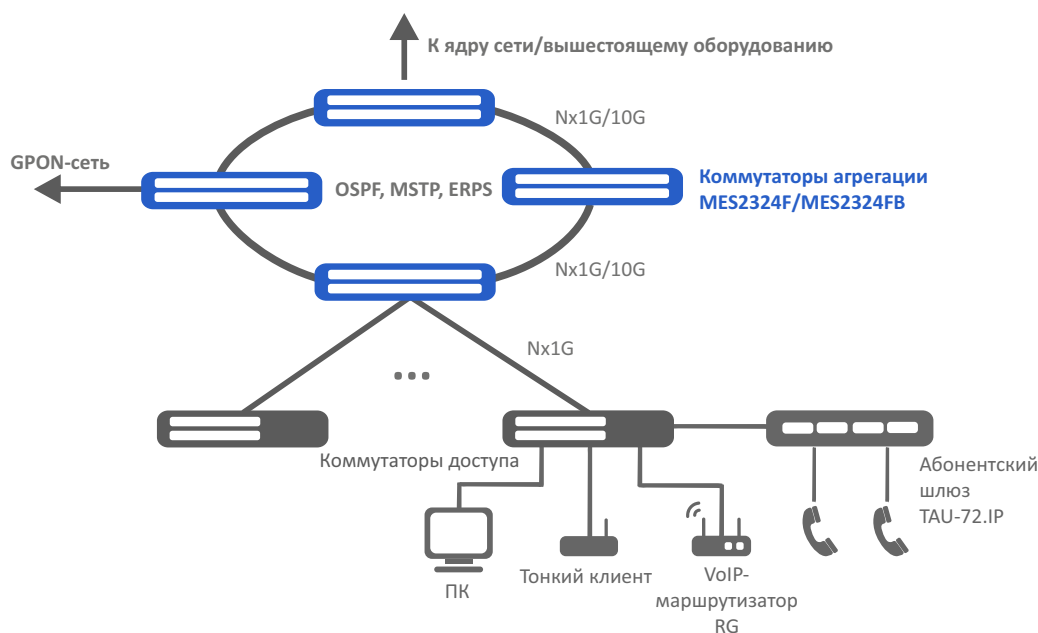 К ядру сети/вышестоящему оборудованию
Nx1G/10G
GPON-сеть
OSPF, MSTP, ERPS
Коммутаторы агрегации
MES2324F/MES2324FB
Nx1G/10G
Nx1G
...
Коммутаторы доступа
Абонентский
шлюз
TAU-72.IP
ПК
Тонкий клиент
VoIP-
маршрутизатор
RG